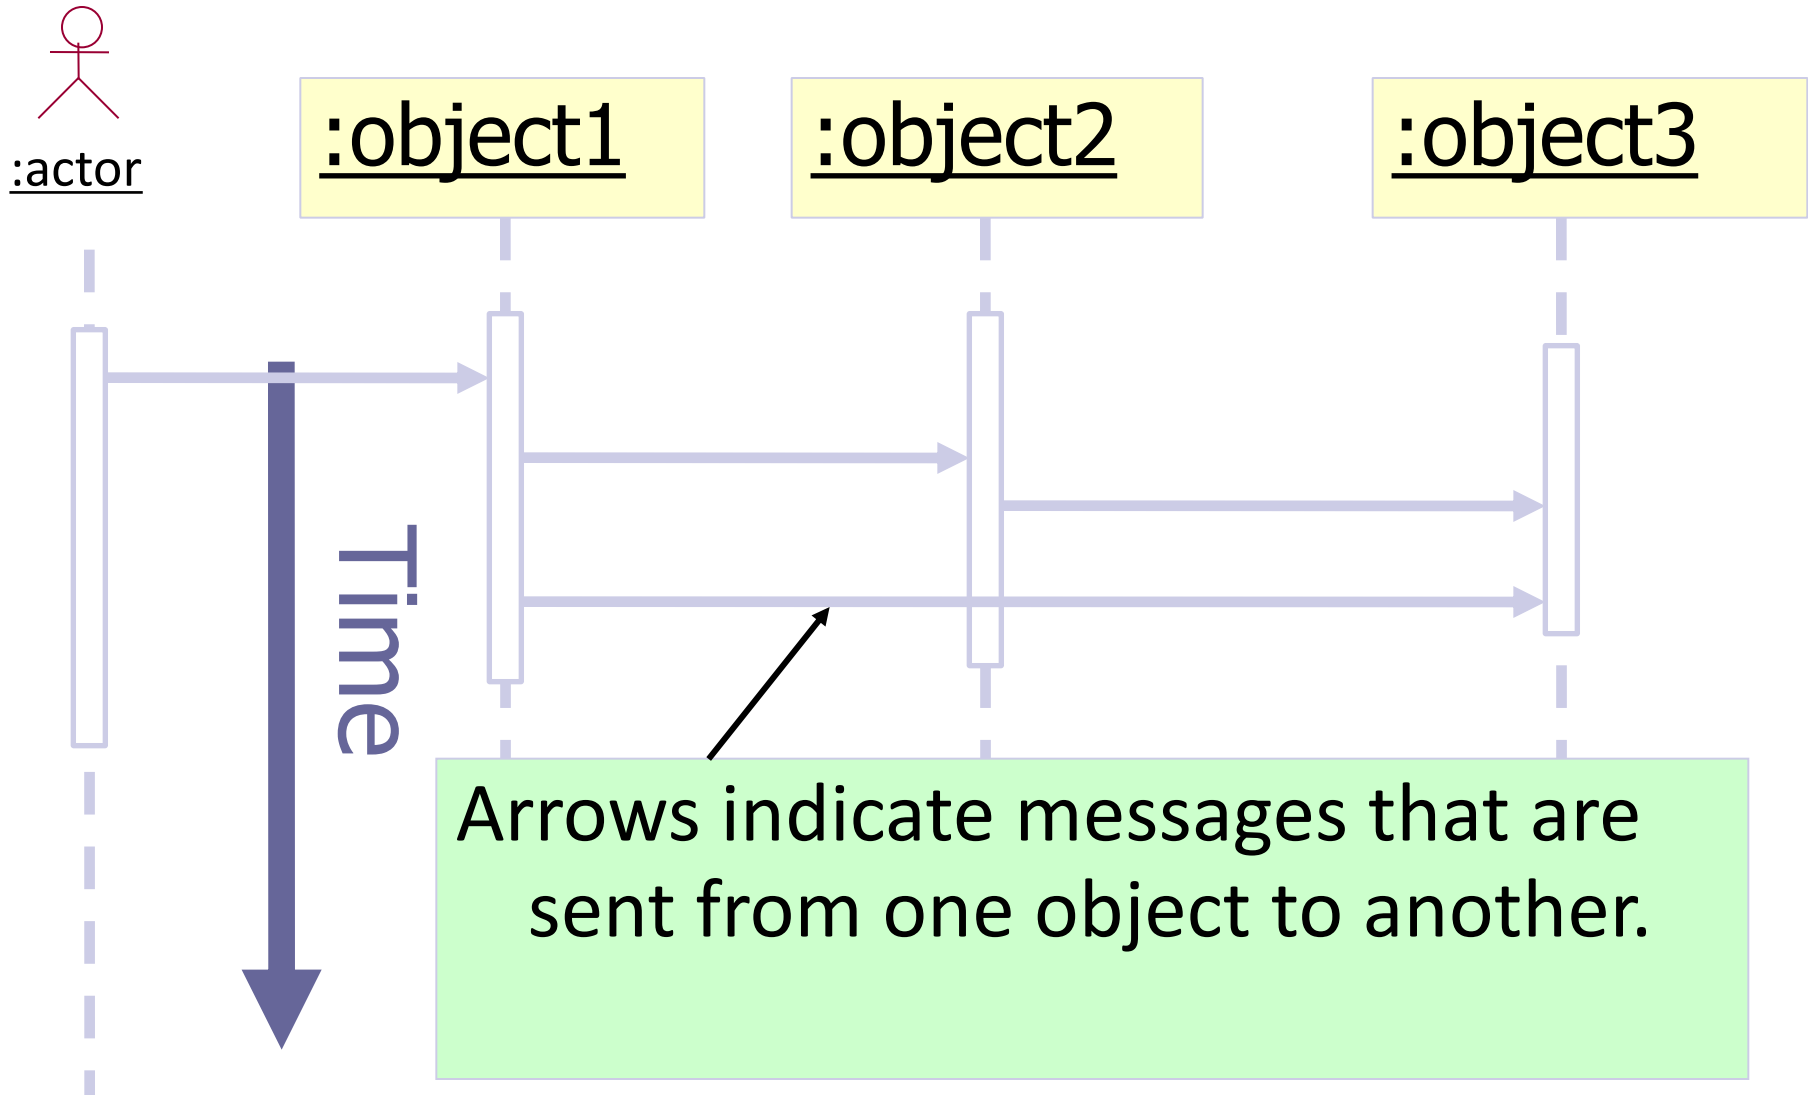 :actor
:object1
:object2
:object3
Time
Arrows indicate messages that are
sent from one object to another.